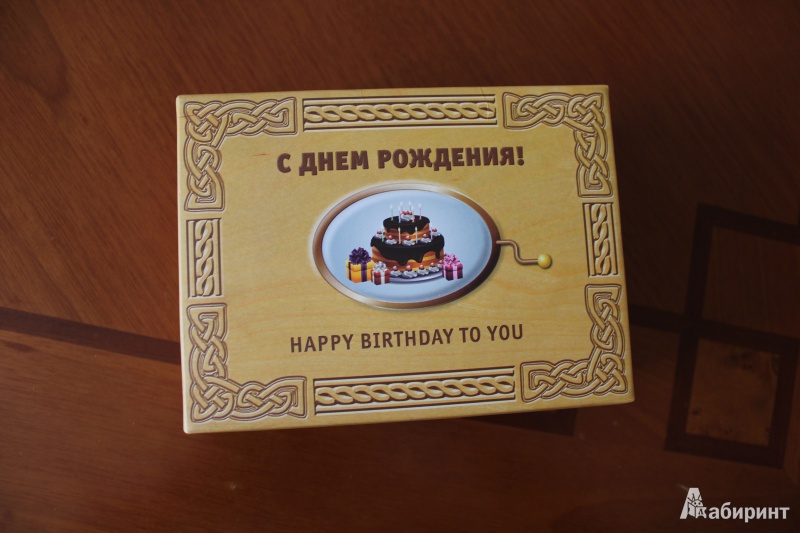 С ДНЕМ РОЖДЕНИЯ!
HAPPY BIRTHDAY TO YOU
Лабиринт